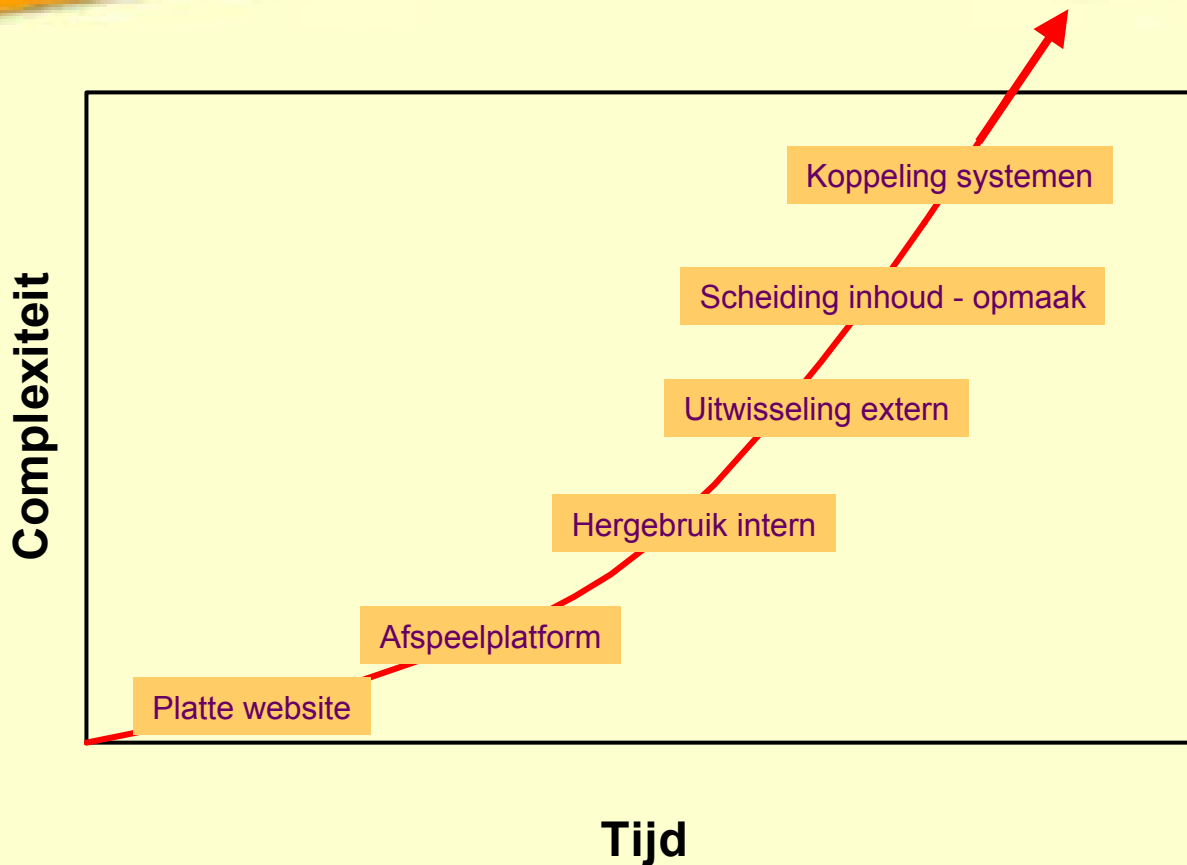 Koppeling systemen
Scheiding inhoud - opmaak
Uitwisseling extern
Hergebruik intern
Afspeelplatform
Platte website
Complexiteit
Tijd